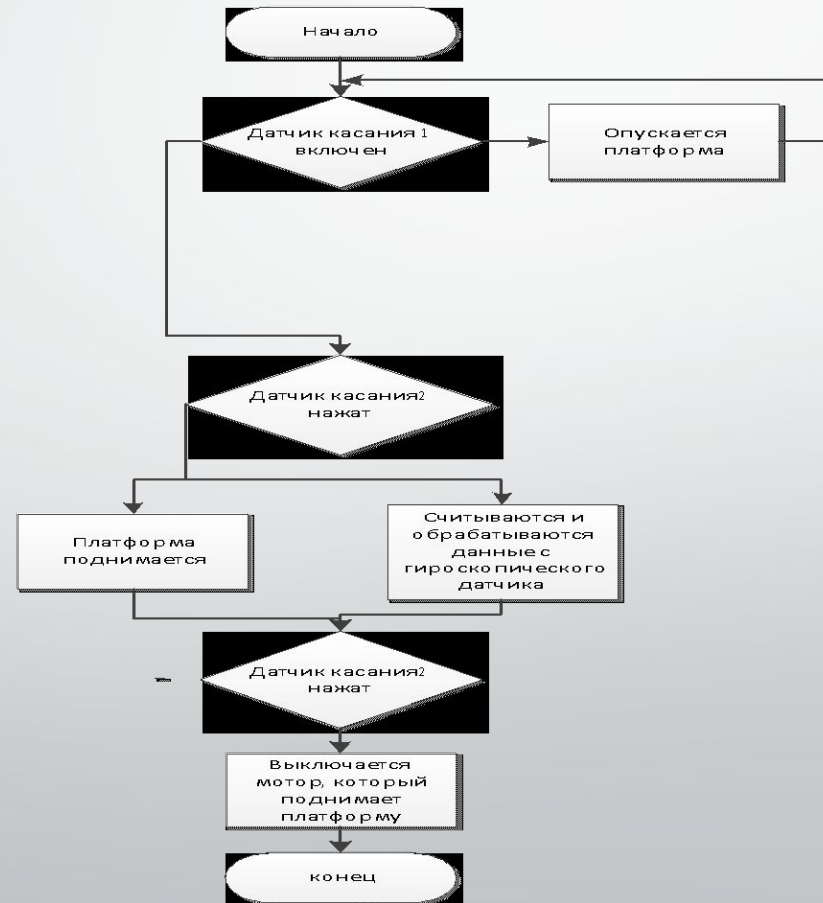 Начало
Датчик касания 1
включен
Опускается
платформа
Датчик касания2
нажат
Платформа
поднимается
Считываются и
обрабатываются
данные с
гироскопического
датчика
Датчик касания2
нажат
Выключается
мотор, который
поднимает
платформу
конец